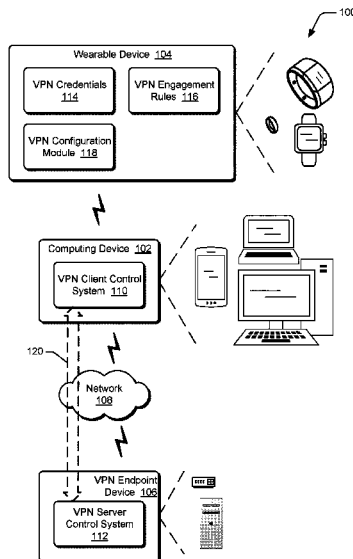 100
Wearable Device 104
VPN Credentials
114
VPN Engagement
Rules 116
VPN Configuration
Module 118
Computing Device 102
VPN Client Control
System 110
120
Network
108
VPN Endpoint
Device 106
VPN Server
Control System
112